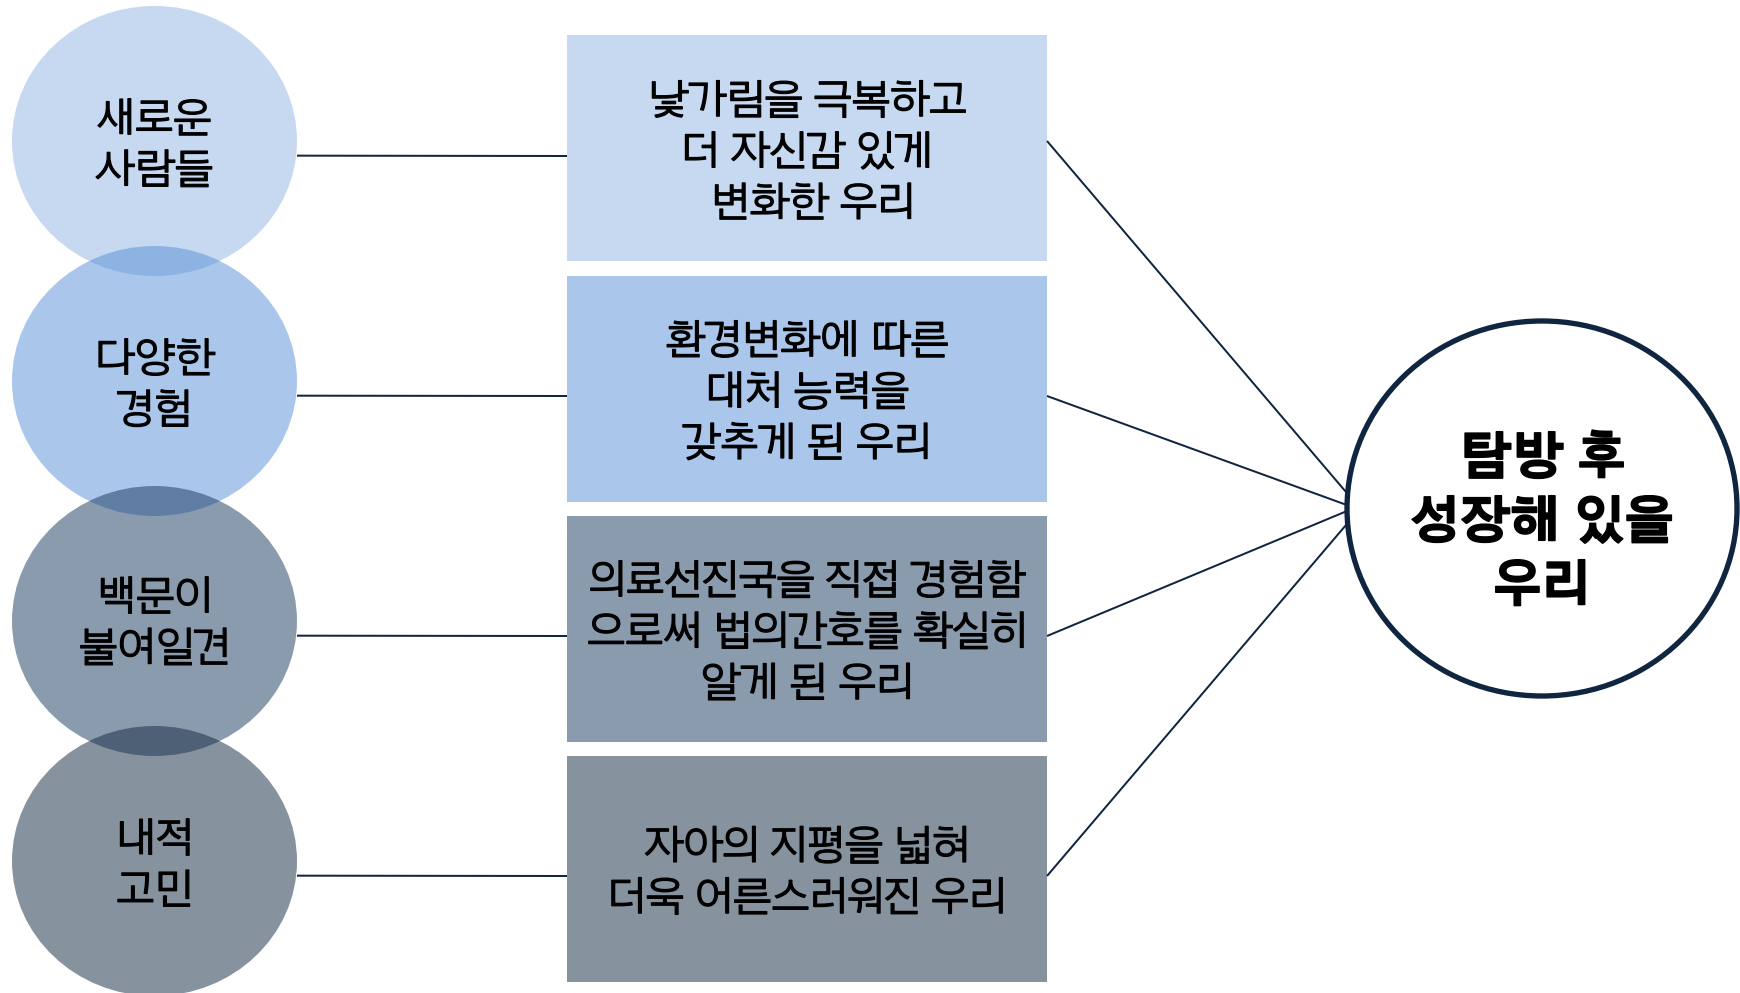 새로운
사람들
낯가림을 극복하고
더 자신감 있게
변화한 우리
다양한
경험
환경변화에 따른
대처 능력을
갖추게 된 우리
백문이
불여일견
의료선진국을 직접 경험함
으로써 법의간호를 확실히
알게 된 우리
내적
고민
자아의 지평을 넓혀
더욱 어른스러워진 우리
탐방 후
성장해 있을
우리